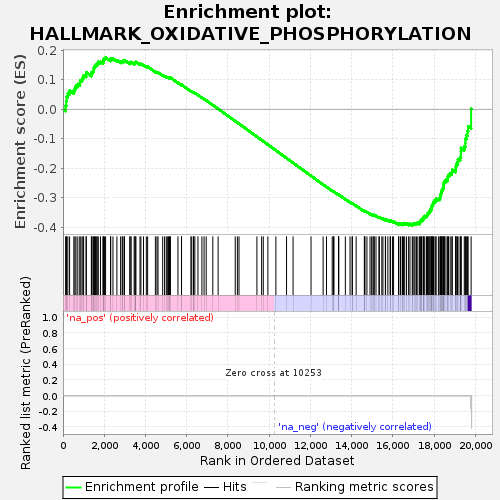 Enrichment plot:
HALLMARK_OXIDATIVE_PHOSPHORYLATION
Enrichment score (ES)
0.2
0.1
0.0
-0.1
-0.2
-0.3
-0.4
'na_pos' (positively correlated)
Ranked list metric (PreRanked)
1.0
0.8
0.6
0.4
0.2
0.0
-0.2
-0.4
Zero cross at 10253
'na_neg' (negatively correlated)
0 2,000 4,000 6,000 8,000 10,000 12,000 14,000 16,000 18,000 20,000
Rank in Ordered Dataset
Enrichment profile Hits Ranking metric scores